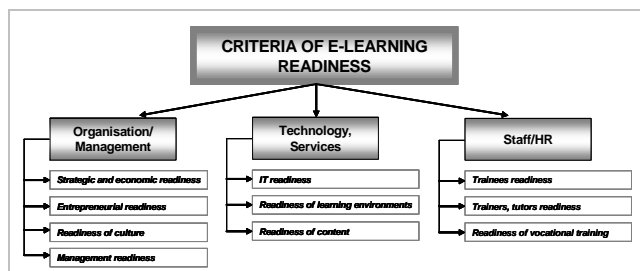 CRITERIA OF E-LEARNING
READINESS
Organisation/
Management
Strategic and economic readiness
Entrepreneurial readiness
Readiness of culture
Management readiness
Technology,
Services
IT readiness
Readiness of learning environments
Readiness of content
Staff/HR
Trainees readiness
Trainers, tutors readiness
Readiness of vocational training